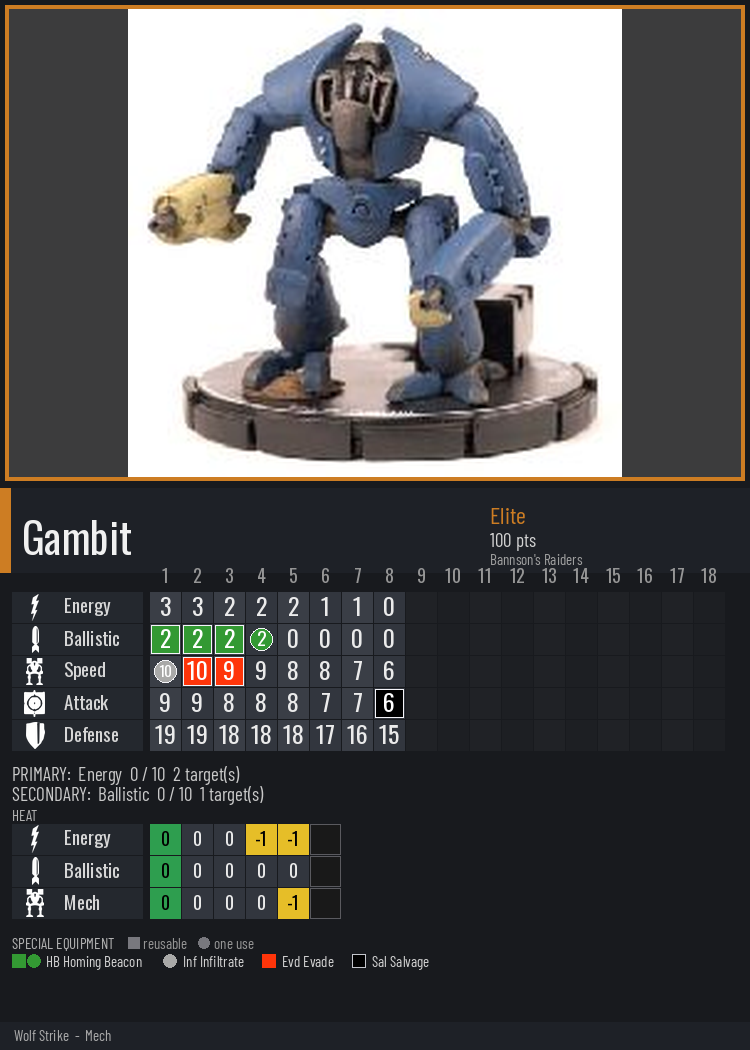 Gambit
Elite
100 pts
Bannson's Raiders
1 2 3 4 5 6 7 8 9 10 11 12 13 14 15 16 17 18
Energy 3 3 2 2 2 1 1 0
Ballistic 2 2 2 2 0 0 0 0
Speed 10 10 9 9 8 8 7 6
Attack 9 9 8 8 8 7 7 6
Defense 19 19 18 18 18 17 16 15
PRIMARY: Energy 0 / 10 2 target(s)
SECONDARY: Ballistic 0 / 10 1 target(s)
HEAT
Energy 0 0 0 -1 -1
Ballistic 0 0 0 0 0
Mech 0 0 0 0 -1
SPECIAL EQUIPMENT reusable one use
HB Homing Beacon Inf Infiltrate Evd Evade Sal Salvage
Wolf Strike - Mech